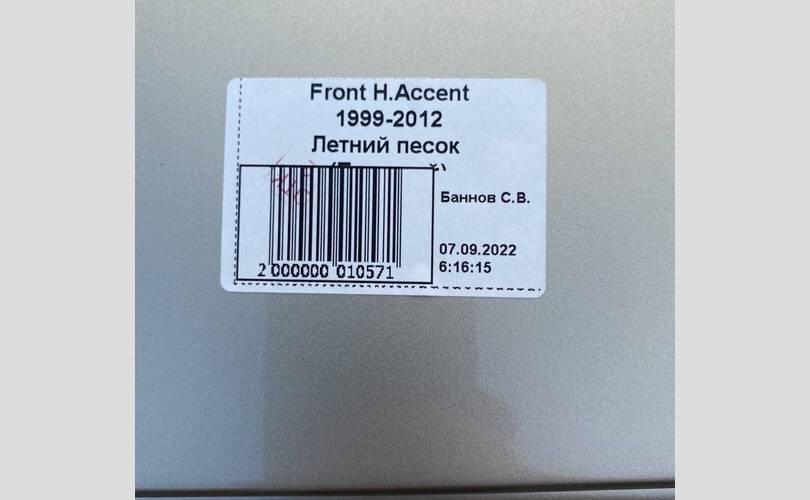 Front H.Accent
1999-2012
Летний песок
Баннов С.В.
07.09.2022
6:16:15
2 000000 010571